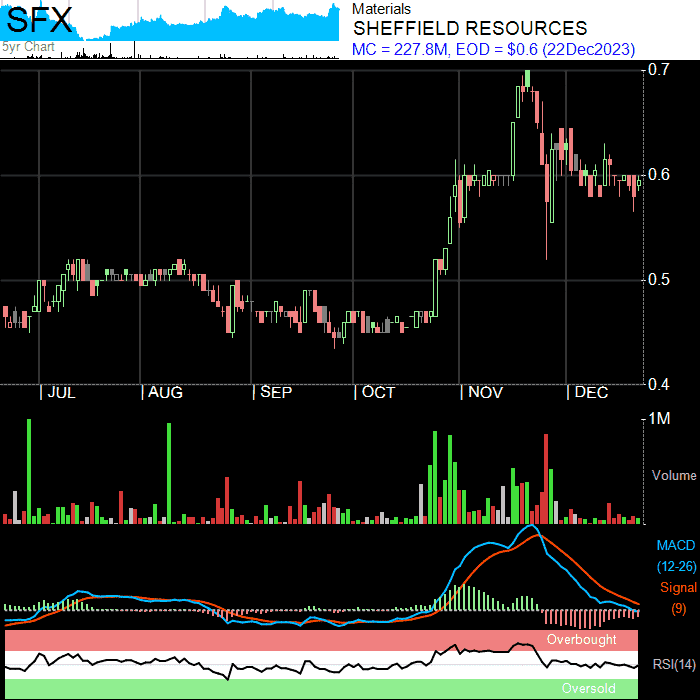 SFX
5yr Chart
Materials
SHEFFIELD RESOURCES
MC = 227.8M, EOD = $0.6 (22Dec2023)
0.7
0.6
0.5
0.4
JUL AUG SEP OCT NOV DEC
1M
Volume
MACD
(12-26)
Signal
(9)
Overbought
RSI(14)
Oversold